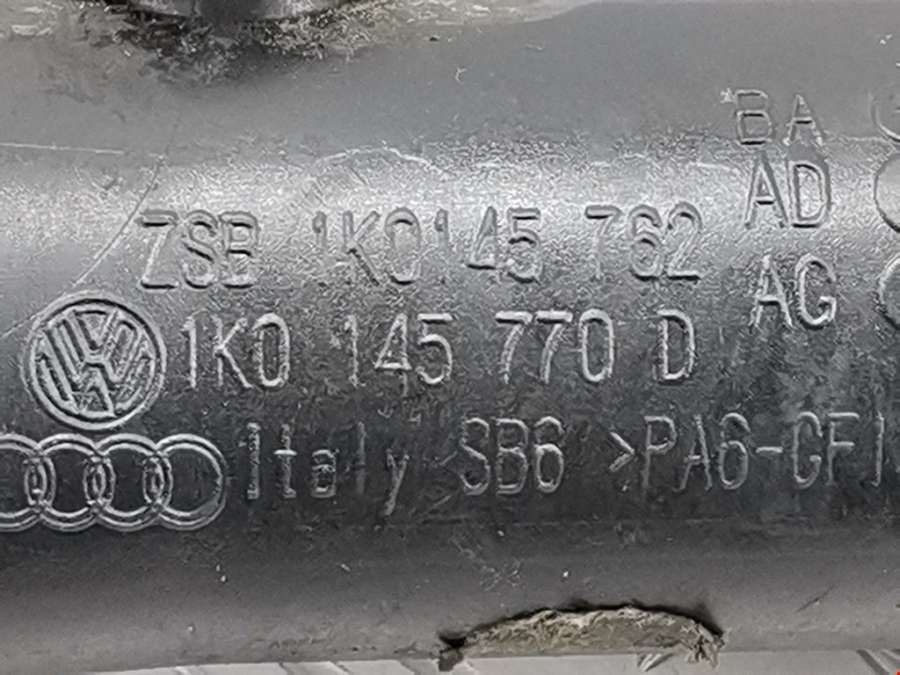 BA
AD
ZSB 1K0145 762
AG
1K0 145 770 D
Italy SB6 >PA6-GF